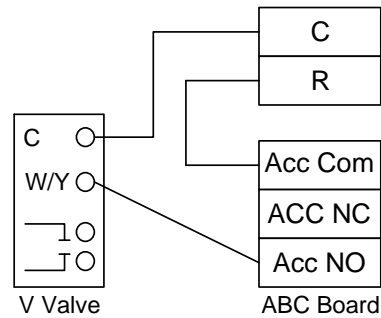 C
R
C
W/Y
Acc Com
ACC NC
Acc NO
V Valve
ABC Board